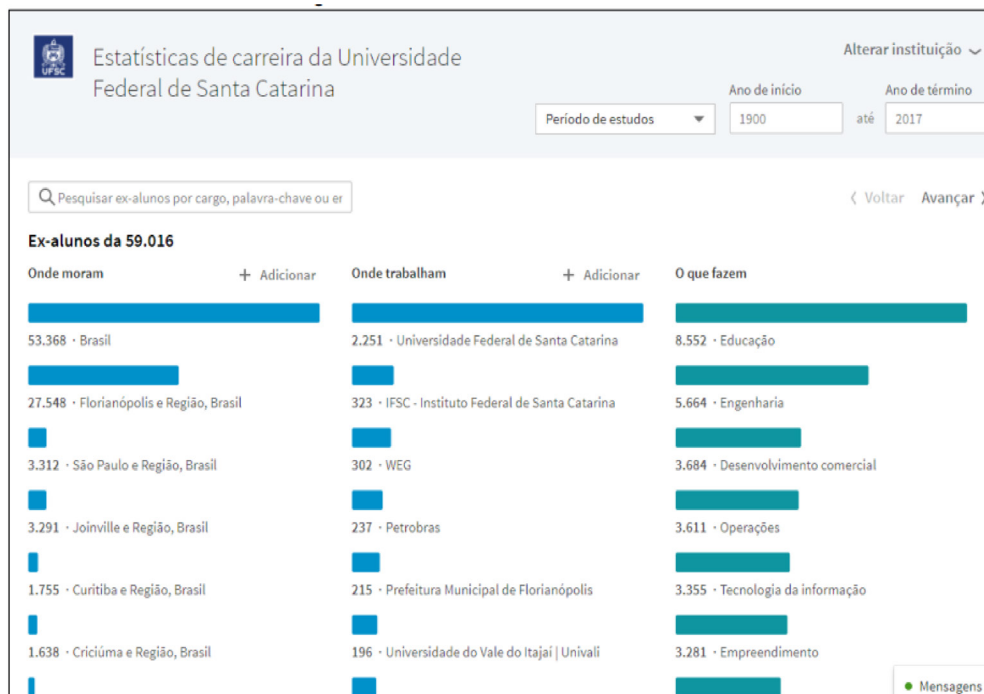 UFSC
Estatísticas de carreira da Universidade
Federal de Santa Catarina
Alterar instituição
Ano de início
Ano de término
Período de estudos
1900
até
2017
Pesquisar ex-alunos por cargo, palavra-chave ou er
Voltar Avançar
Ex-alunos da 59.016
Onde moram
+ Adicionar
53.368 · Brasil
27.548 · Florianópolis e Região, Brasil
3.312 · São Paulo e Região, Brasil
3.291 · Joinville e Região, Brasil
1.755 · Curitiba e Região, Brasil
1.638 · Criciúma e Região, Brasil
Onde trabalham
+ Adicionar
2.251 · Universidade Federal de Santa Catarina
323 · IFSC - Instituto Federal de Santa Catarina
302 · WEG
237 · Petrobras
215 · Prefeitura Municipal de Florianópolis
196 · Universidade do Vale do Itajaí | Univali
O que fazem
8.552 · Educação
5.664 · Engenharia
3.684 · Desenvolvimento comercial
3.611 · Operações
3.355 · Tecnologia da informação
3.281 · Empreendimento
Mensagens